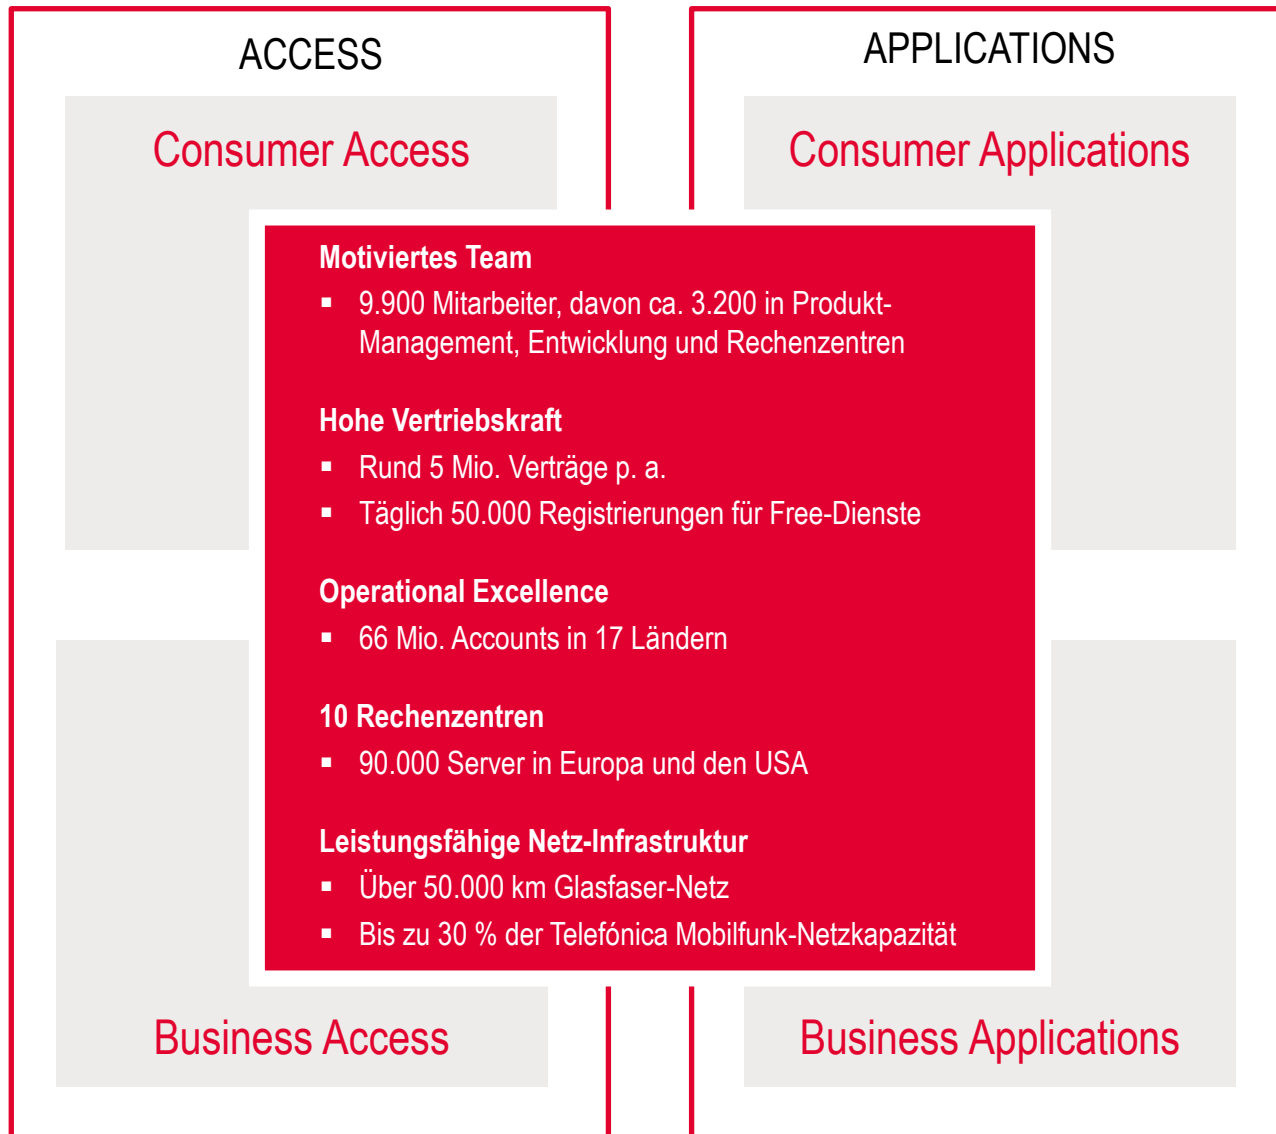 ACCESS
APPLICATIONS
Consumer Access
Consumer Applications
Motiviertes Team
▪ 9.900 Mitarbeiter, davon ca. 3.200 in Produkt-
Management, Entwicklung und Rechenzentren
Hohe Vertriebskraft
▪ Rund 5 Mio. Verträge p. a.
▪ Täglich 50.000 Registrierungen für Free-Dienste
Operational Excellence
▪ 66 Mio. Accounts in 17 Ländern
10 Rechenzentren
▪ 90.000 Server in Europa und den USA
Leistungsfähige Netz-Infrastruktur
▪ Über 50.000 km Glasfaser-Netz
▪ Bis zu 30 % der Telefónica Mobilfunk-Netzkapazität
Business Access
Business Applications